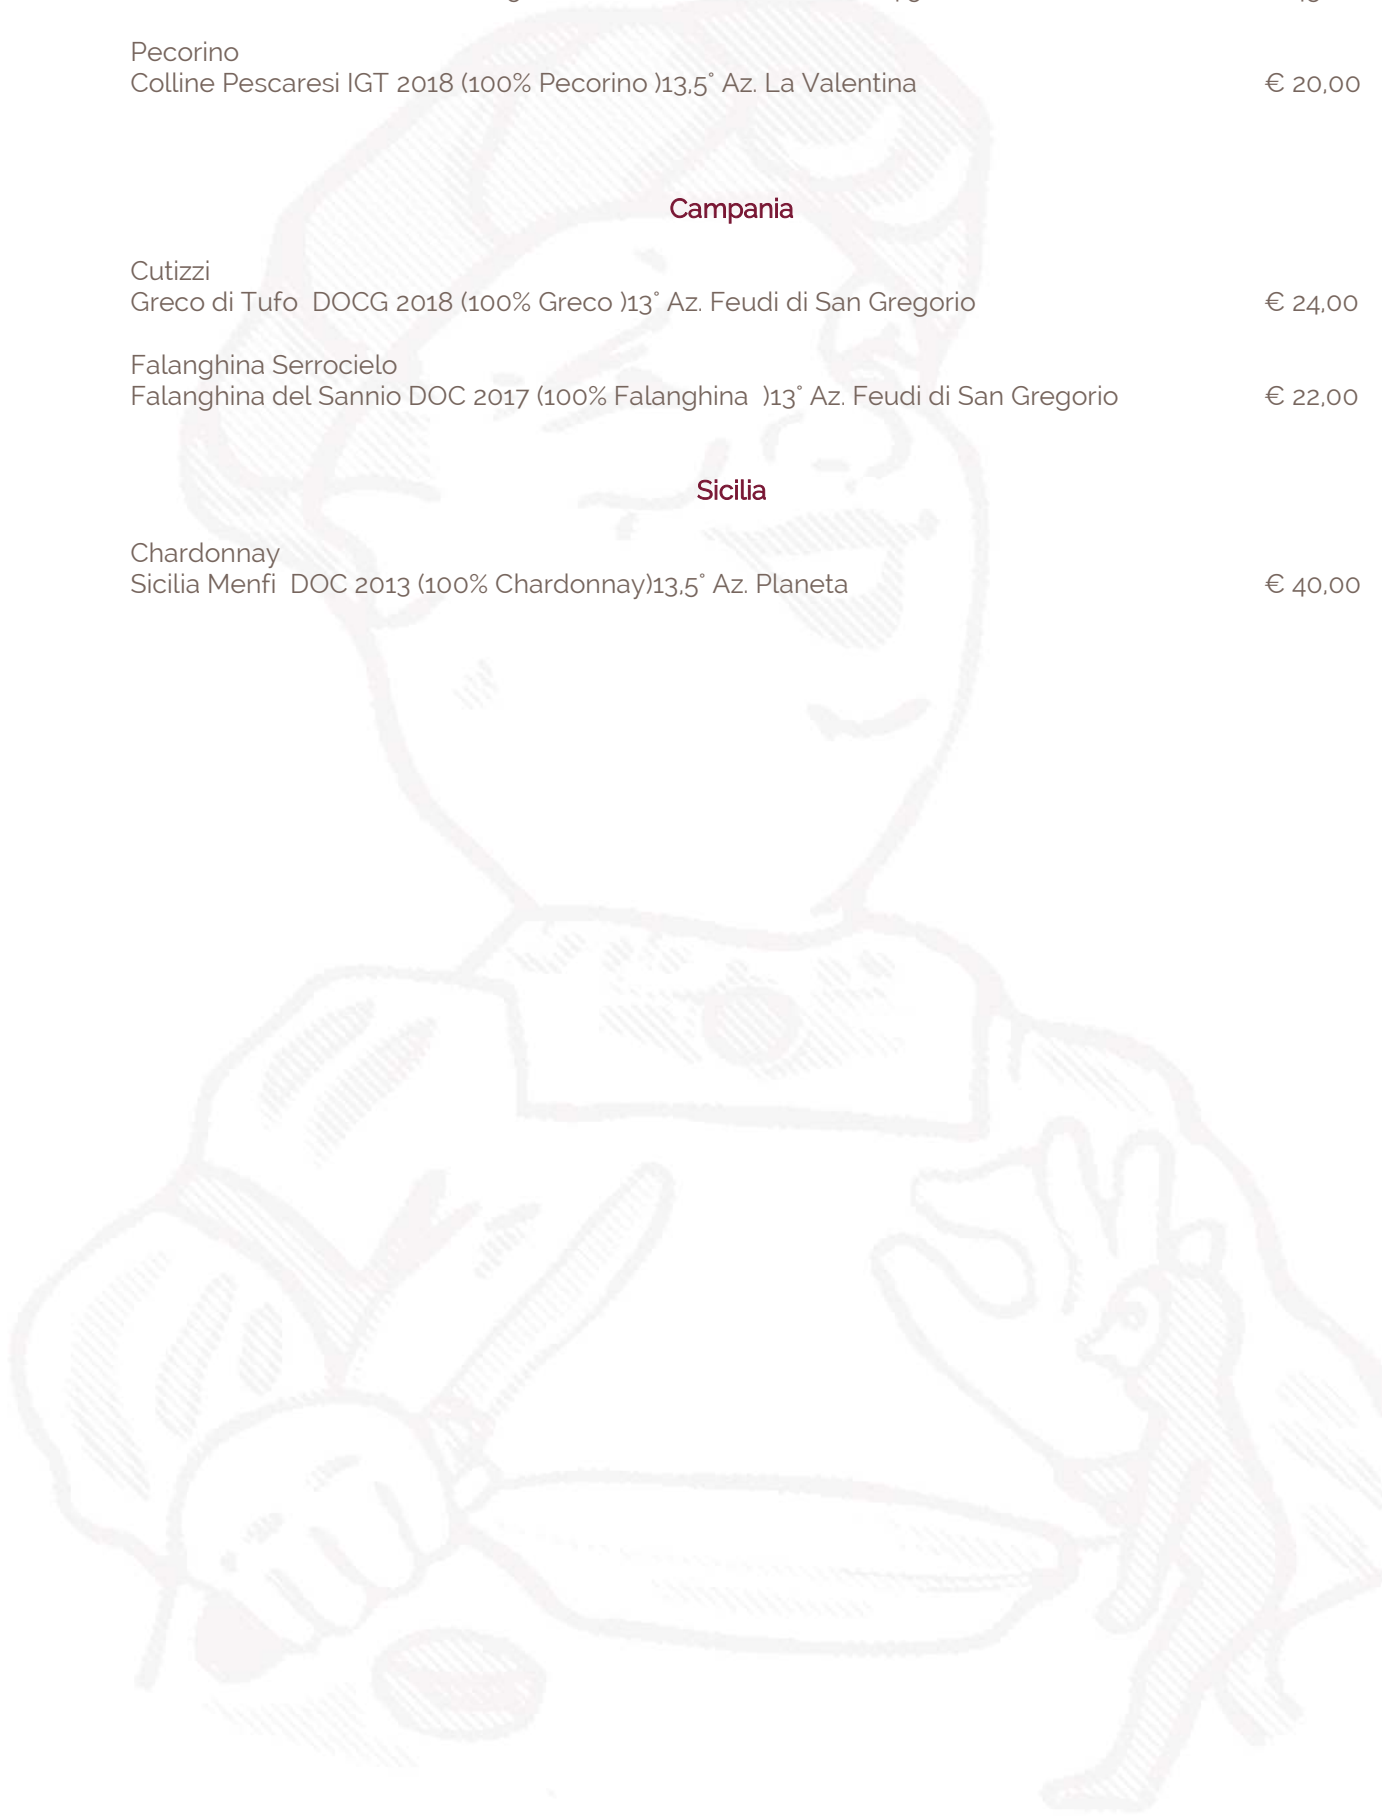 Pecorino
Colline Pescaresi IGT 2018 (100% Pecorino )13,5° Az. La Valentina € 20,00
Campania
Cutizzi
Greco di Tufo  DOCG 2018 (100% Greco )13° Az. Feudi di San Gregorio € 24,00
Falanghina Serrocielo
Falanghina del Sannio DOC 2017 (100% Falanghina  )13° Az. Feudi di San Gregorio € 22,00
Sicilia
Chardonnay
Sicilia Menfi  DOC 2013 (100% Chardonnay)13,5° Az. Planeta € 40,00